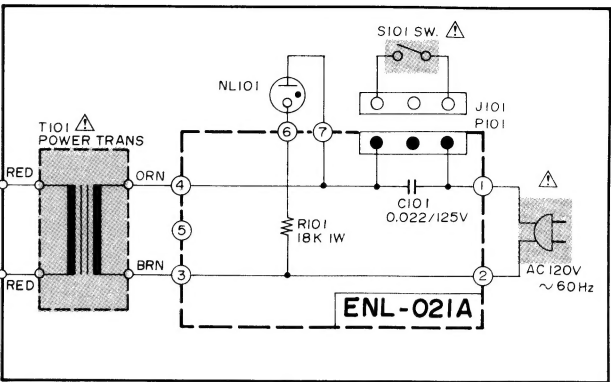 S101 SW.
NL101
J101
P101
T101
POWER TRANS
6
7
RED
ORN
4
1
C101
0.022/125V
R101
18K 1W
5
RED
BRN
3
2
AC 120V
~60Hz
ENL-021A